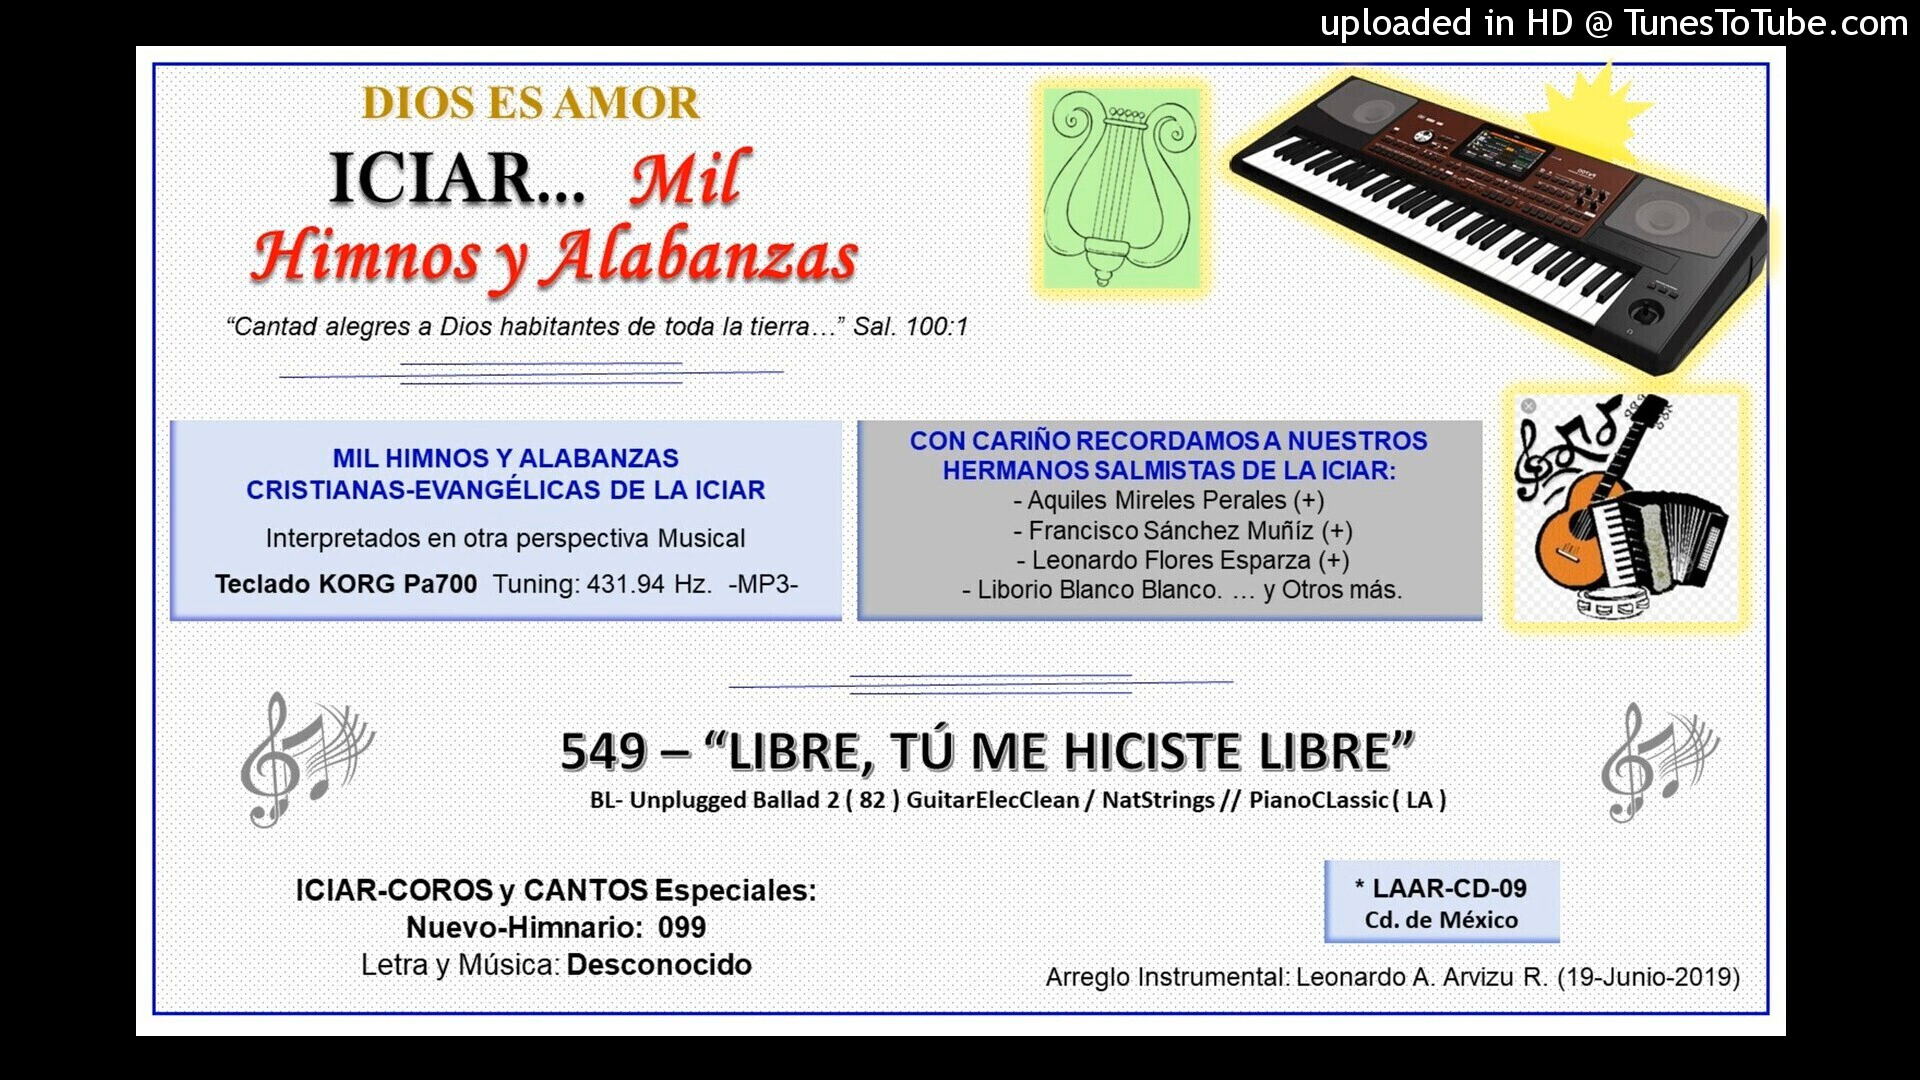 uploaded in HD @ TunesToTube.com
DIOS ES AMOR
ICIAR... Mil
Himnos y Alabanzas
“Cantad alegres a Dios habitantes de toda la tierra…” Sal. 100:1
MIL HIMNOS Y ALABANZAS
CRISTIANAS-EVANGÉLICAS DE LA ICIAR
Interpretados en otra perspectiva Musical
Teclado KORG Pa700 Tuning: 431.94 Hz. -MP3-
CON CARIÑO RECORDAMOS A NUESTROS
HERMANOS SALMISTAS DE LA ICIAR:
- Aquiles Mireles Perales (+)
- Francisco Sánchez Muñíz (+)
- Leonardo Flores Esparza (+)
- Liborio Blanco Blanco. … y Otros más.
549 – “LIBRE, TÚ ME HICISTE LIBRE”
BL- Unplugged Ballad 2 ( 82 ) GuitarElecClean / NatStrings // PianoCLassic ( LA )
ICIAR-COROS y CANTOS Especiales:
Nuevo-Himnario: 099
Letra y Música: Desconocido
* LAAR-CD-09
Cd. de México
Arreglo Instrumental: Leonardo A. Arvizu R. (19-Junio-2019)